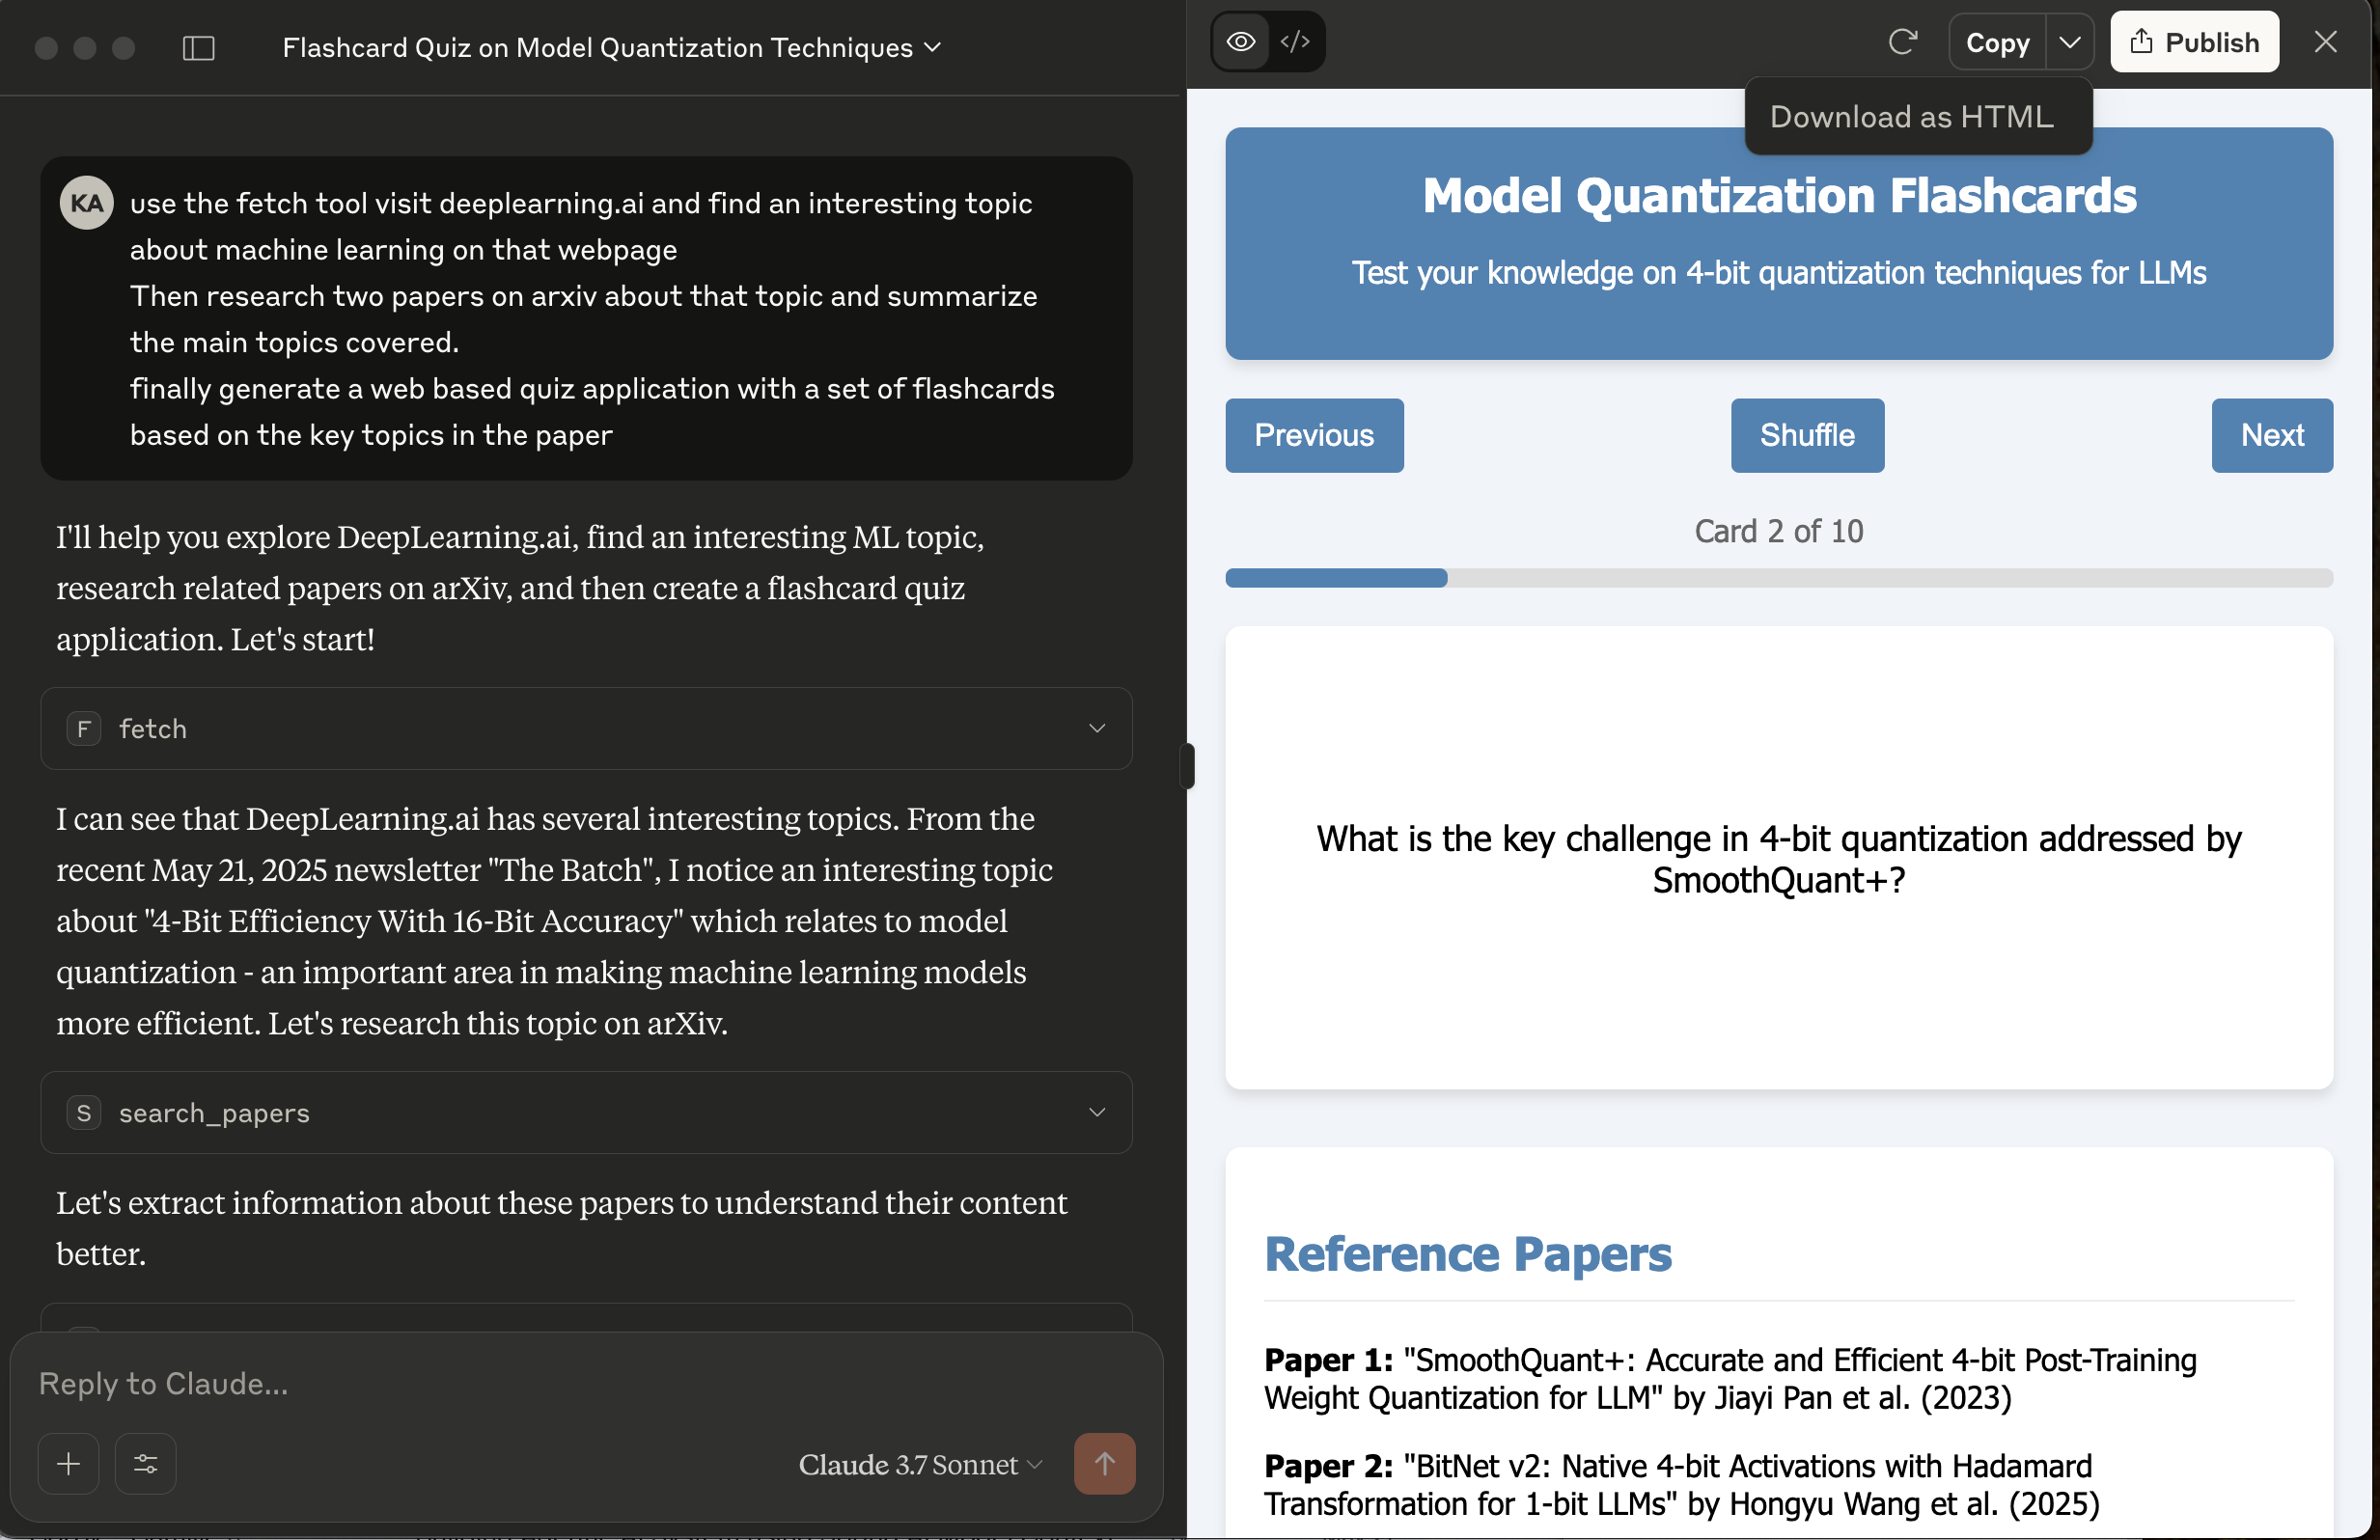 Flashcard Quiz on Model Quantization Techniques
KA
use the fetch tool visit deeplearning.ai and find an interesting topic
about machine learning on that webpage
Then research two papers on arxiv about that topic and summarize
the main topics covered.
finally generate a web based quiz application with a set of flashcards
based on the key topics in the paper
I'll help you explore DeepLearning.ai, find an interesting ML topic,
research related papers on arXiv, and then create a flashcard quiz
application. Let's start!
F fetch
I can see that DeepLearning.ai has several interesting topics. From the
recent May 21, 2025 newsletter "The Batch", I notice an interesting topic
about "4-Bit Efficiency With 16-Bit Accuracy" which relates to model
quantization - an important area in making machine learning models
more efficient. Let's research this topic on arXiv.
S search_papers
Let's extract information about these papers to understand their content
better.
Reply to Claude...
Claude 3.7 Sonnet
</>
Copy
Publish
Download as HTML
Model Quantization Flashcards
Test your knowledge on 4-bit quantization techniques for LLMs
Previous
Shuffle
Next
Card 2 of 10
What is the key challenge in 4-bit quantization addressed by
SmoothQuant+?
Reference Papers
Paper 1: "SmoothQuant+: Accurate and Efficient 4-bit Post-Training
Weight Quantization for LLM" by Jiayi Pan et al. (2023)
Paper 2: "BitNet v2: Native 4-bit Activations with Hadamard
Transformation for 1-bit LLMs" by Hongyu Wang et al. (2025)